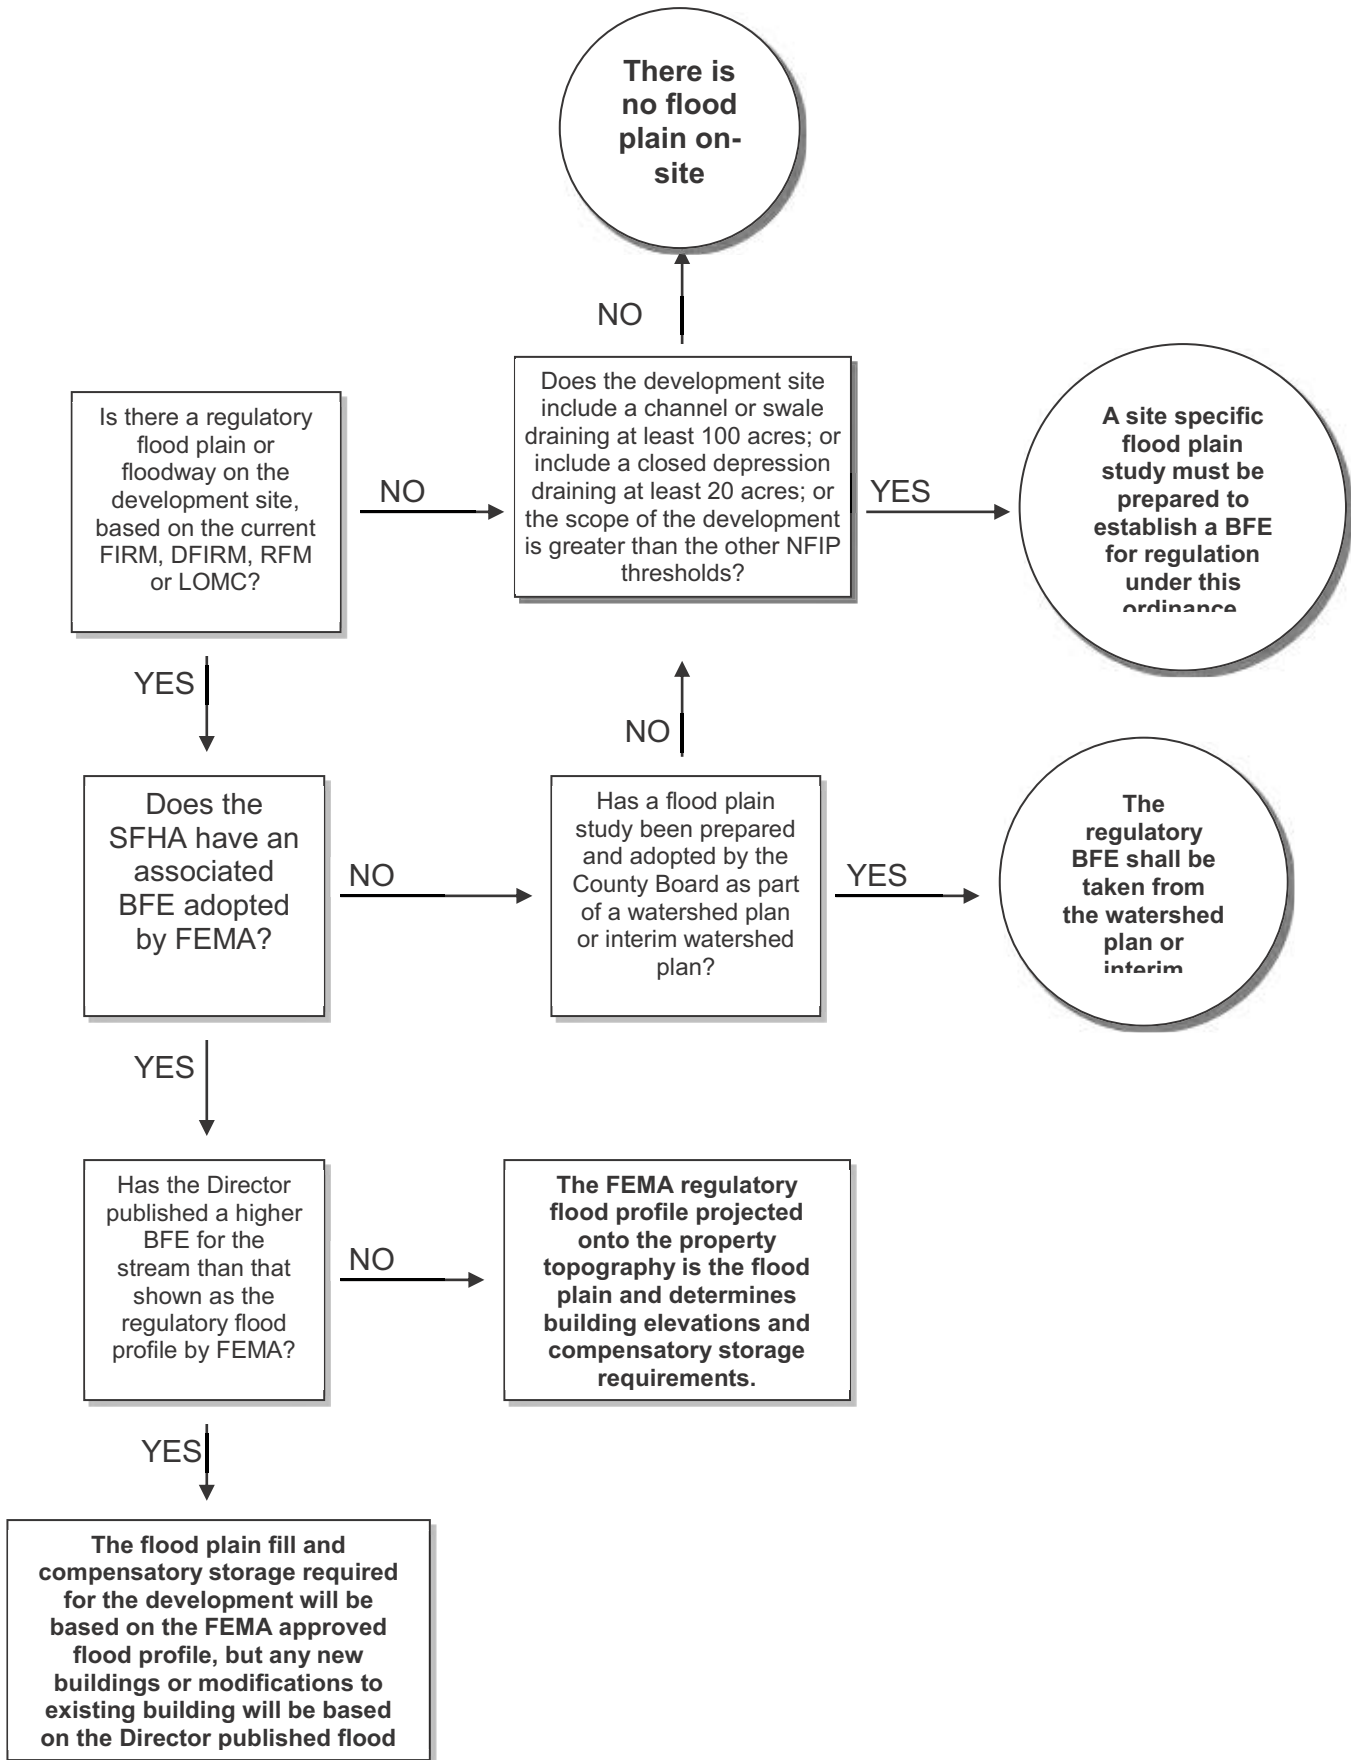 There is
no flood
plain on-
site
NO
Is there a regulatory
flood plain or
floodway on the
development site,
based on the current
FIRM, DFIRM, RFM
or LOMC?
NO
Does the development site
include a channel or swale
draining at least 100 acres; or
include a closed depression
draining at least 20 acres; or
the scope of the development
is greater than the other NFIP
thresholds?
YES
A site specific
flood plain
study must be
prepared to
establish a BFE
for regulation
under this
ordinance
YES
NO
Does the
SFHA have an
associated
BFE adopted
by FEMA?
NO
Has a flood plain
study been prepared
and adopted by the
County Board as part
of a watershed plan
or interim watershed
plan?
YES
The
regulatory
BFE shall be
taken from
the watershed
plan or
interim
YES
Has the Director
published a higher
BFE for the
stream than that
shown as the
regulatory flood
profile by FEMA?
NO
The FEMA regulatory
flood profile projected
onto the property
topography is the flood
plain and determines
building elevations and
compensatory storage
requirements.
YES
The flood plain fill and
compensatory storage required
for the development will be
based on the FEMA approved
flood profile, but any new
buildings or modifications to
existing building will be based
on the Director published flood